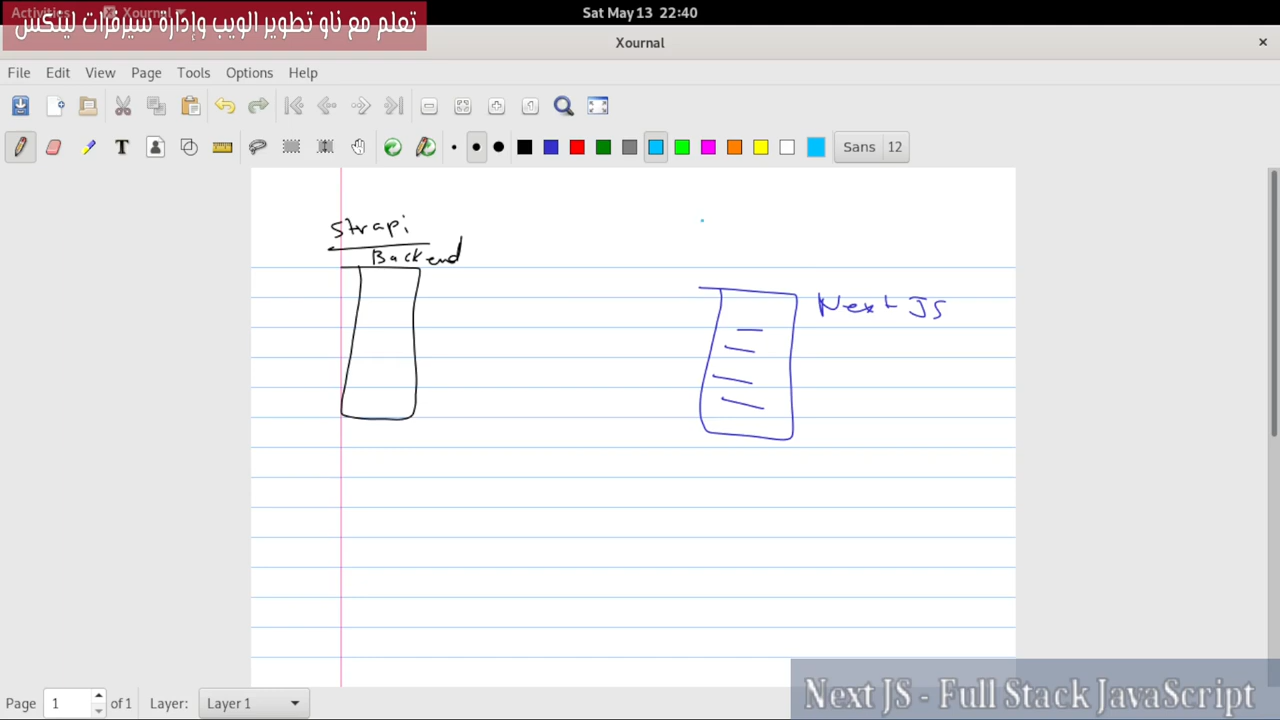 Activities Xournal Sat May 13 22:40
تعلم مع ناو تطوير الويب وإدارة سيرفرات لينكس
Xournal
File Edit View Page Tools Options Help
Sans 12
Strapi
Backend
Next JS
Page 1 of 1 Layer: Layer 1
Next JS - Full Stack JavaScript